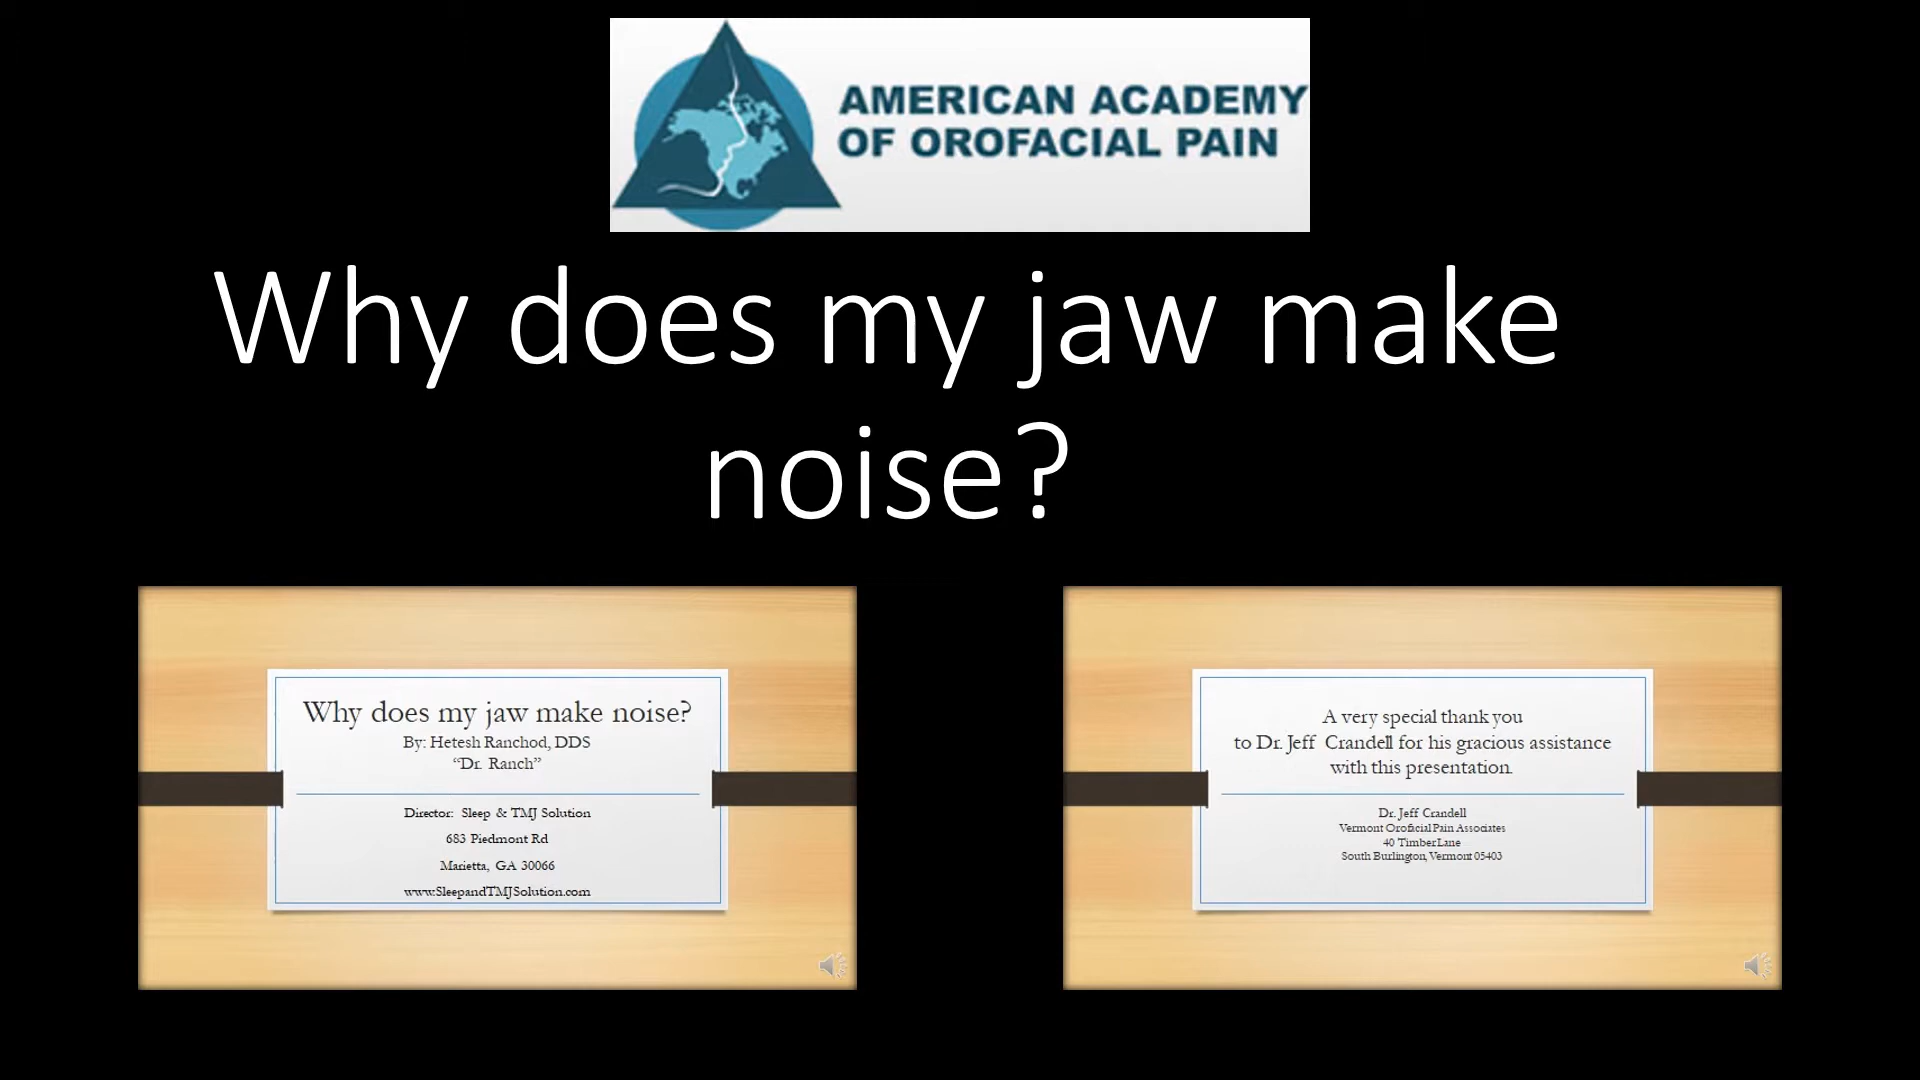 AMERICAN ACADEMY
OF OROFACIAL PAIN
Why does my jaw make
noise?
Why does my jaw make noise?
By: Hetesh Ranchod, DDS
“Dr. Ranch”
Director: Sleep & TMJ Solution
683 Piedmont Rd
Marietta, GA 30066
www.SleepandTMJSolution.com
A very special thank you
to Dr. Jeff Crandell for his gracious assistance
with this presentation.
Dr. Jeff Crandell
Vermont Orofacial Pain Associates
40 Timber Lane
South Burlington, Vermont 05403